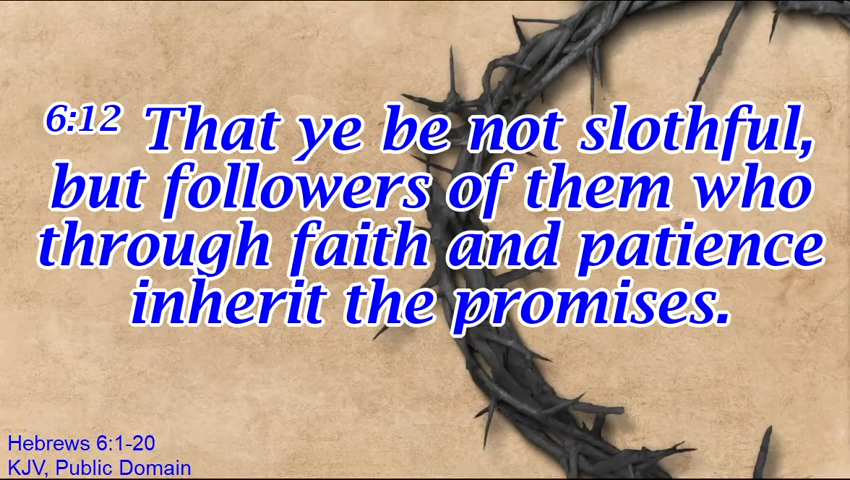 6:12 That ye be not slothful,
but followers of them who
through faith and patience
inherit the promises.
Hebrews 6:1-20
KJV, Public Domain